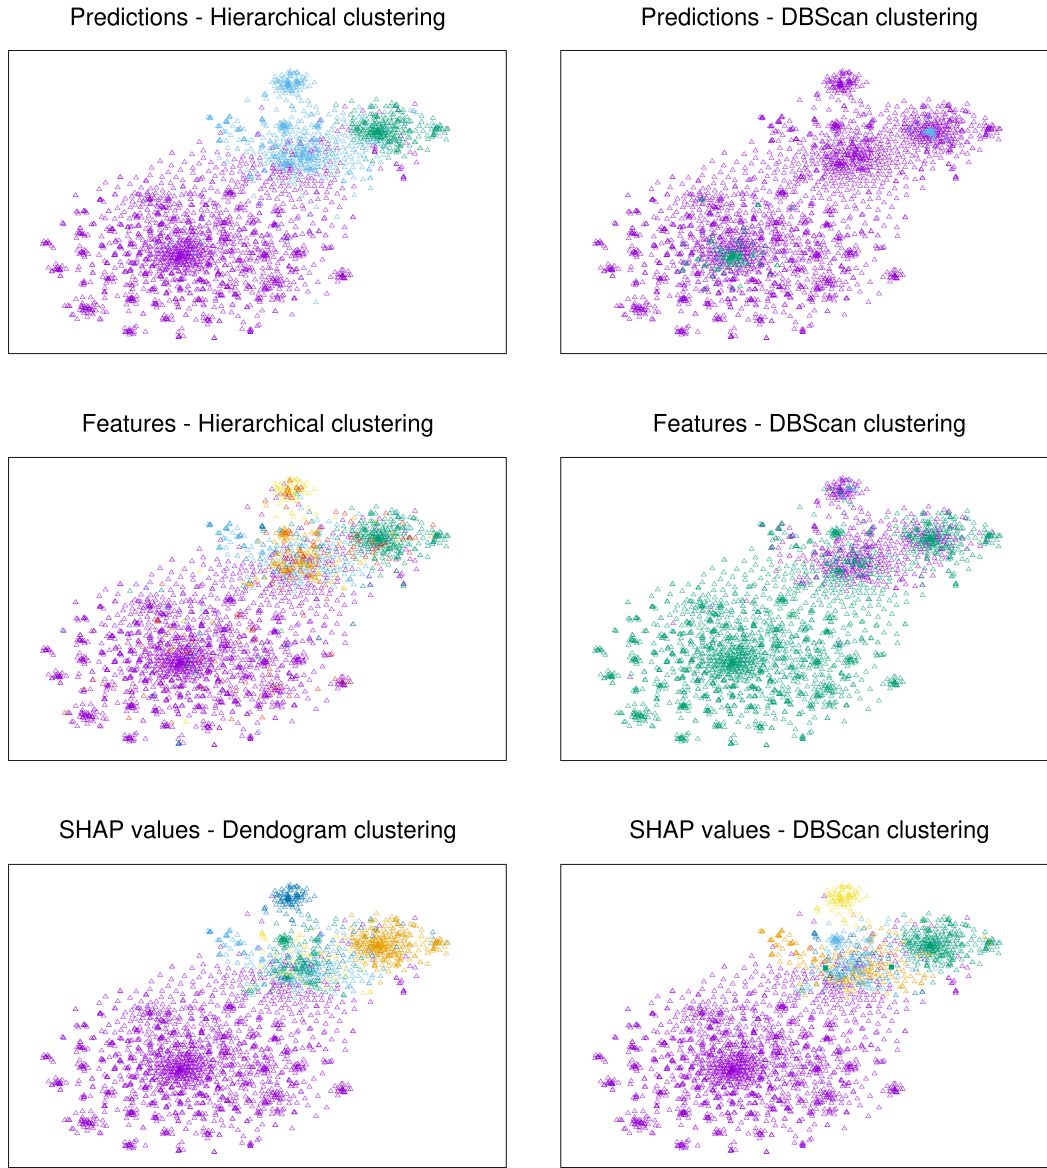 Predictions - Hierarchical clustering
Predictions - DBScan clustering
Features - Hierarchical clustering
Features - DBScan clustering
SHAP values - Dendogram clustering
SHAP values - DBScan clustering